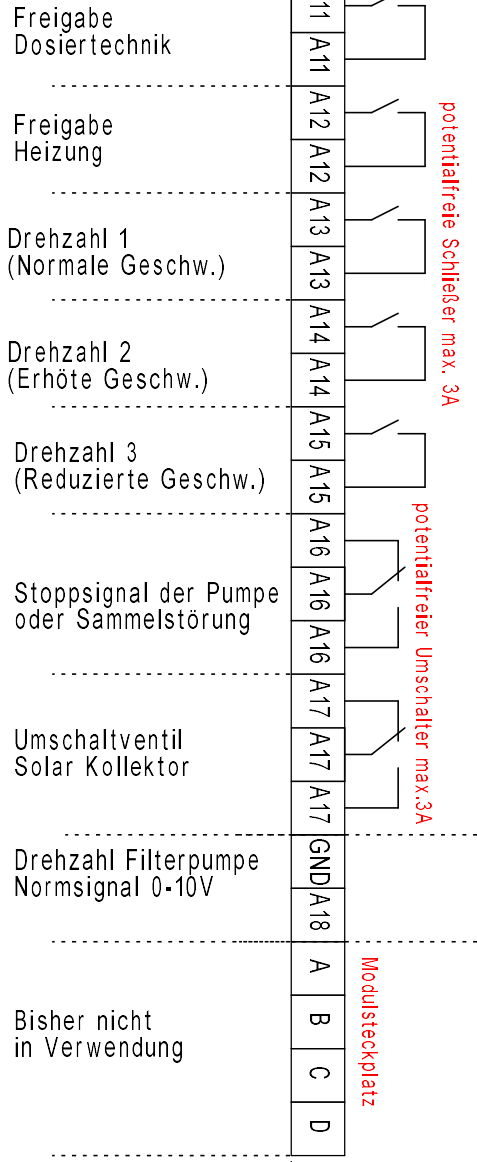 Freigabe
Dosiertechnik
11
A11
Freigabe
Heizung
A12
A12
Drehzahl 1
(Normale Geschw.)
A13
A13
potentialfreie Schließer max. 3A
Drehzahl 2
(Erhöte Geschw.)
A14
A14
Drehzahl 3
(Reduzierte Geschw.)
A15
A15
Stoppsignal der Pumpe
oder Sammelstörung
A16
A16
A16
potentialfreier Umschalter max.3A
Umschaltventil
Solar Kollektor
A17
A17
A17
Drehzahl Filterpumpe
Normsignal 0-10V
GND
A18
Bisher nicht
in Verwendung
A
B
C
D
Modulsteckplatz